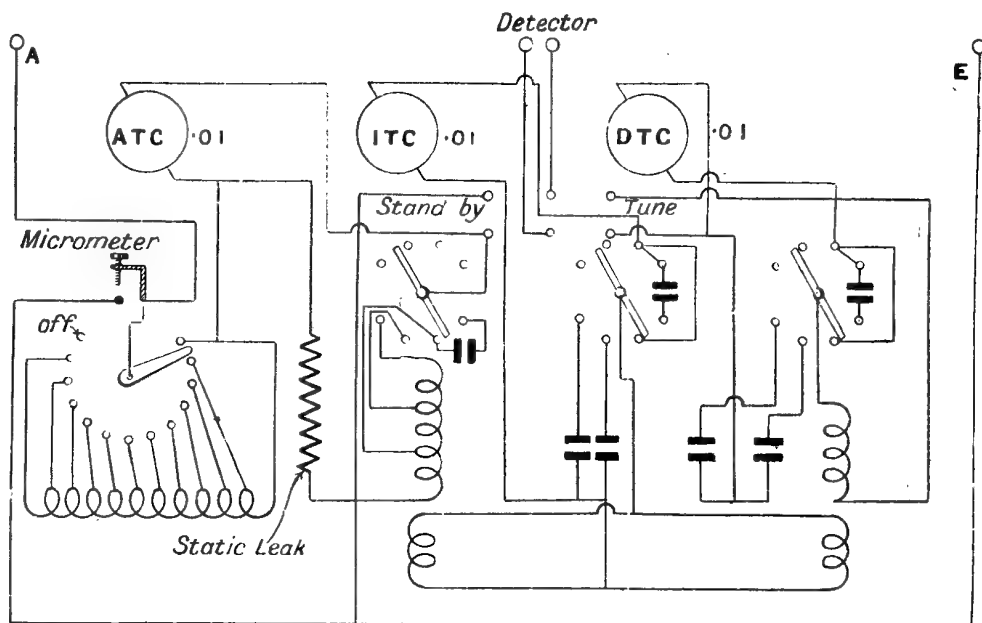 Detector
A
E
ATC ·01
ITC ·01
DTC ·01
Stand by
Tune
Micrometer
off
Static Leak